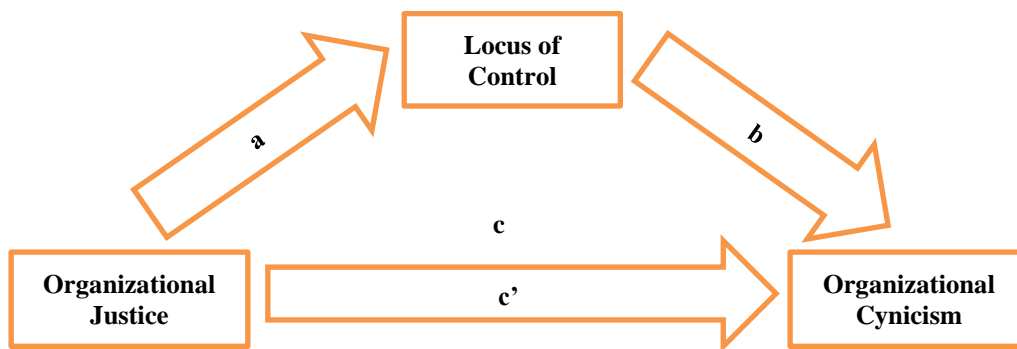 Locus of
Control
a
b
c
Organizational
Justice
c’
Organizational
Cynicism